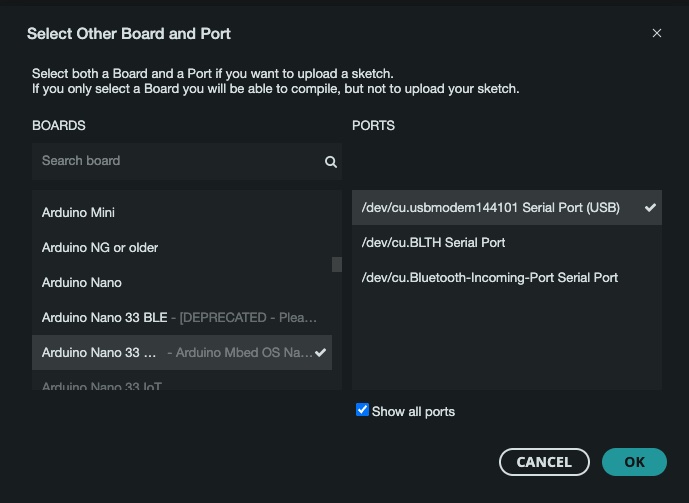 Select Other Board and Port
Select both a Board and a Port if you want to upload a sketch.
If you only select a Board you will be able to compile, but not to upload your sketch.
BOARDS
PORTS
Search board
Arduino Mini
Arduino NG or older
Arduino Nano
Arduino Nano 33 BLE - [DEPRECATED - Plea...
Arduino Nano 33 ... - Arduino Mbed OS Na...
Arduino Nano 33 IoT
/dev/cu.usbmodem144101 Serial Port (USB)
/dev/cu.BLTH Serial Port
/dev/cu.Bluetooth-Incoming-Port Serial Port
Show all ports
CANCEL
OK